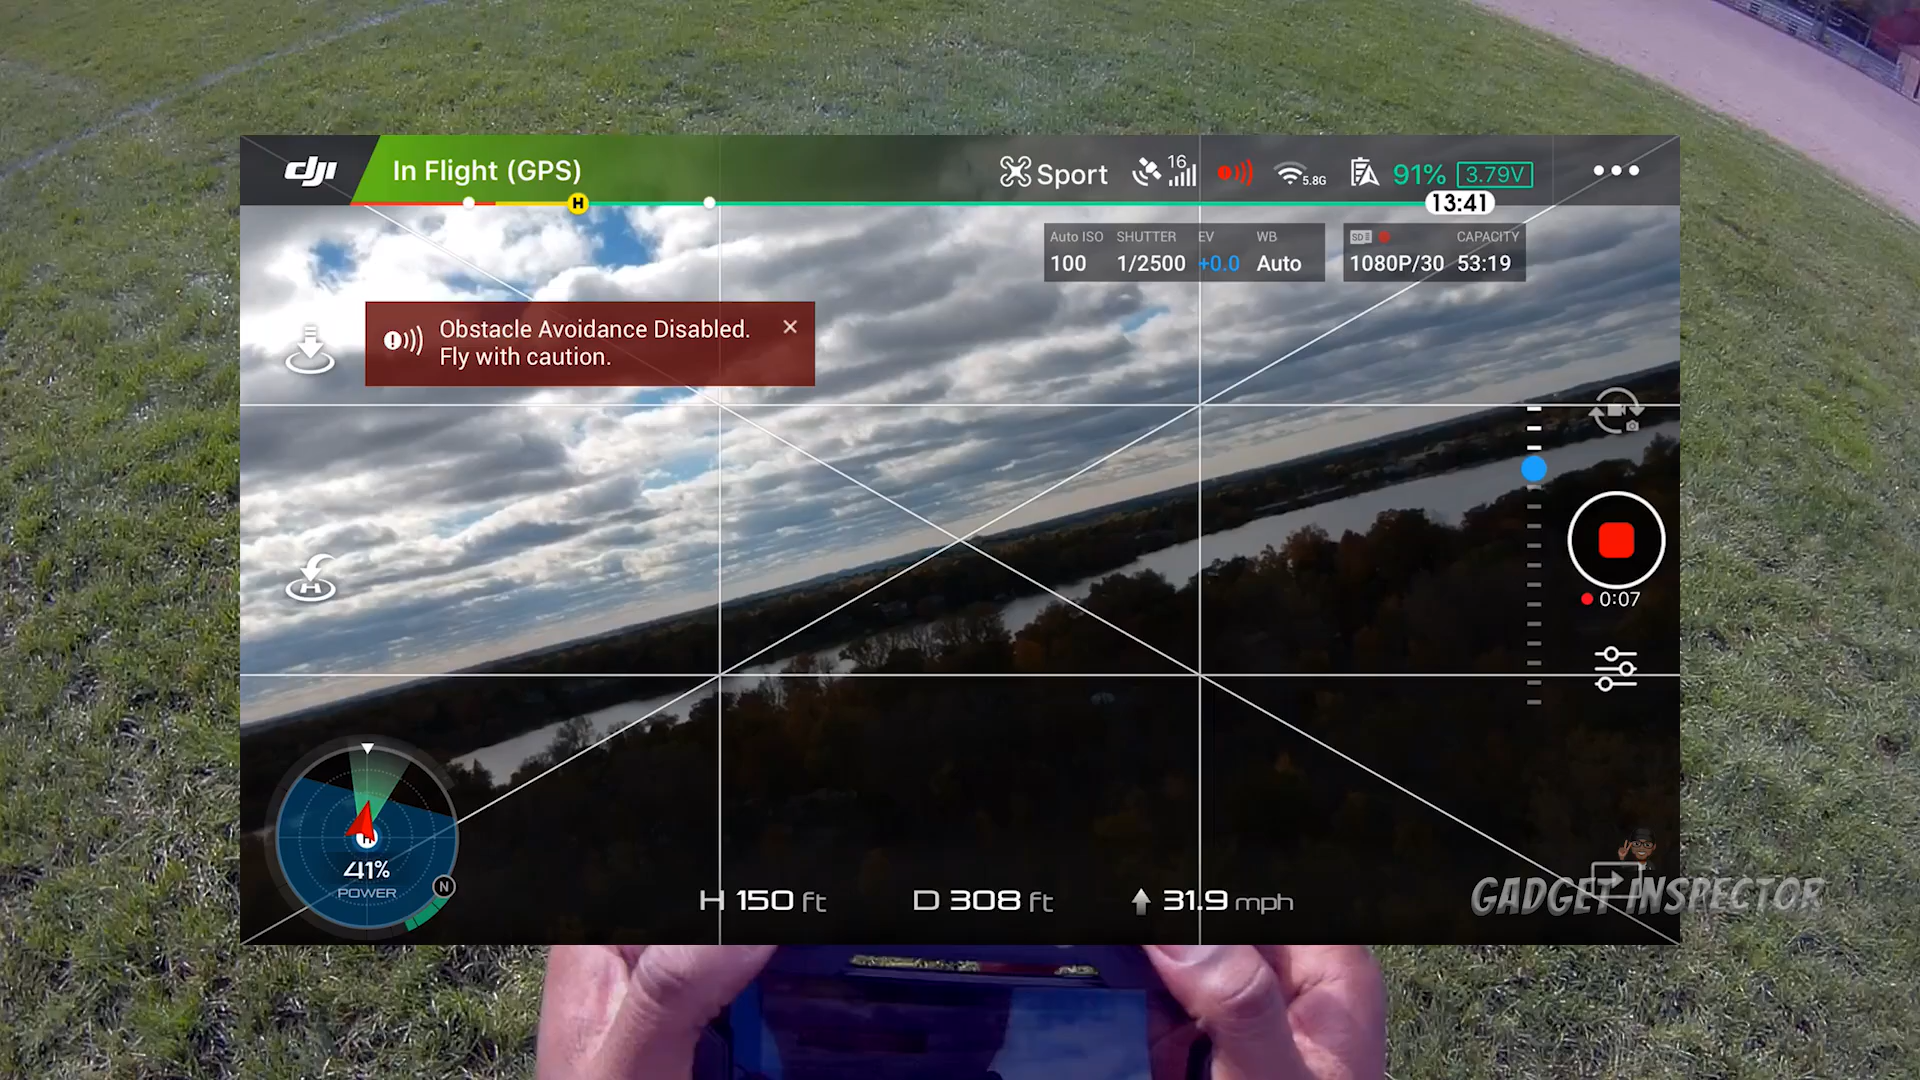 dji In Flight (GPS) Sport 16 5.8G 91% 3.79V
H 13:41
Auto ISO SHUTTER EV WB SD CAPACITY
100 1/2500 +0.0 Auto 1080P/30 53:19
Obstacle Avoidance Disabled.
Fly with caution.
H
0:07
H
41%
POWER
N
H 150 ft D 308 ft 31.9 mph
GADGET INSPECTOR